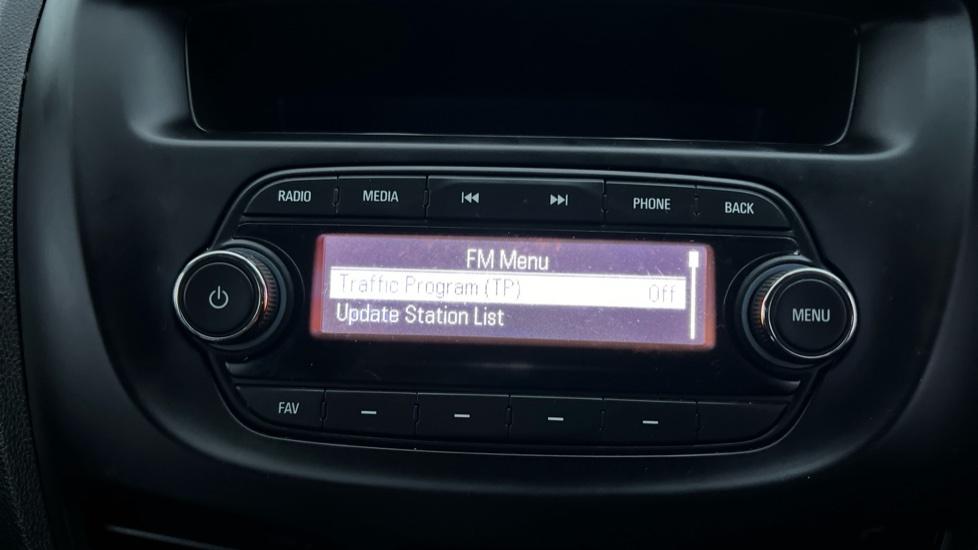 RADIO MEDIA PHONE BACK
FM Menu
Traffic Program (TP) Off
Update Station List
MENU
FAV